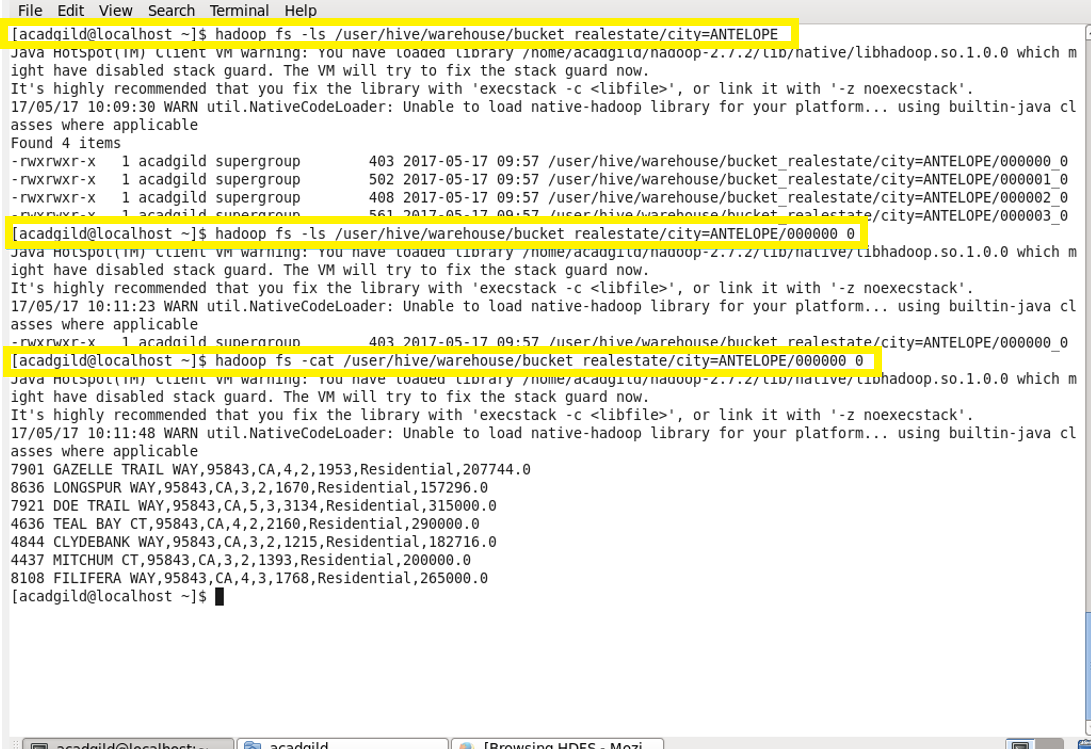 File Edit View Search Terminal Help
[acadgild@localhost ~]$ hadoop fs -ls /user/hive/warehouse/bucket realestate/city=ANTELOPE
Java HotSpot(TM) Client VM warning: You have loaded library /home/acadgild/hadoop-2.7.2/lib/native/libhadoop.so.1.0.0 which m
ight have disabled stack guard. The VM will try to fix the stack guard now.
It's highly recommended that you fix the library with 'execstack -c <libfile>', or link it with '-z noexecstack'.
17/05/17 10:09:30 WARN util.NativeCodeLoader: Unable to load native-hadoop library for your platform... using builtin-java cl
asses where applicable
Found 4 items
-rwxrwxr-x   1 acadgild supergroup        403 2017-05-17 09:57 /user/hive/warehouse/bucket_realestate/city=ANTELOPE/000000_0
-rwxrwxr-x   1 acadgild supergroup        502 2017-05-17 09:57 /user/hive/warehouse/bucket_realestate/city=ANTELOPE/000001_0
-rwxrwxr-x   1 acadgild supergroup        408 2017-05-17 09:57 /user/hive/warehouse/bucket_realestate/city=ANTELOPE/000002_0
-rwxrwxr-x   1 acadgild supergroup        561 2017-05-17 09:57 /user/hive/warehouse/bucket_realestate/city=ANTELOPE/000003_0
[acadgild@localhost ~]$ hadoop fs -ls /user/hive/warehouse/bucket realestate/city=ANTELOPE/000000 0
Java HotSpot(TM) Client VM warning: You have loaded library /home/acadgild/hadoop-2.7.2/lib/native/libhadoop.so.1.0.0 which m
ight have disabled stack guard. The VM will try to fix the stack guard now.
It's highly recommended that you fix the library with 'execstack -c <libfile>', or link it with '-z noexecstack'.
17/05/17 10:11:23 WARN util.NativeCodeLoader: Unable to load native-hadoop library for your platform... using builtin-java cl
asses where applicable
-rwxrwxr-x   1 acadgild supergroup        403 2017-05-17 09:57 /user/hive/warehouse/bucket_realestate/city=ANTELOPE/000000_0
[acadgild@localhost ~]$ hadoop fs -cat /user/hive/warehouse/bucket realestate/city=ANTELOPE/000000 0
Java HotSpot(TM) Client VM warning: You have loaded library /home/acadgild/hadoop-2.7.2/lib/native/libhadoop.so.1.0.0 which m
ight have disabled stack guard. The VM will try to fix the stack guard now.
It's highly recommended that you fix the library with 'execstack -c <libfile>', or link it with '-z noexecstack'.
17/05/17 10:11:48 WARN util.NativeCodeLoader: Unable to load native-hadoop library for your platform... using builtin-java cl
asses where applicable
7901 GAZELLE TRAIL WAY,95843,CA,4,2,1953,Residential,207744.0
8636 LONGSPUR WAY,95843,CA,3,2,1670,Residential,157296.0
7921 DOE TRAIL WAY,95843,CA,5,3,3134,Residential,315000.0
4636 TEAL BAY CT,95843,CA,4,2,2160,Residential,290000.0
4844 CLYDEBANK WAY,95843,CA,3,2,1215,Residential,182716.0
4437 MITCHUM CT,95843,CA,3,2,1393,Residential,200000.0
8108 FILIFERA WAY,95843,CA,4,3,1768,Residential,265000.0
[acadgild@localhost ~]$
acadgild@localhost:~ acadgild [Browsing HDFS - Mozi